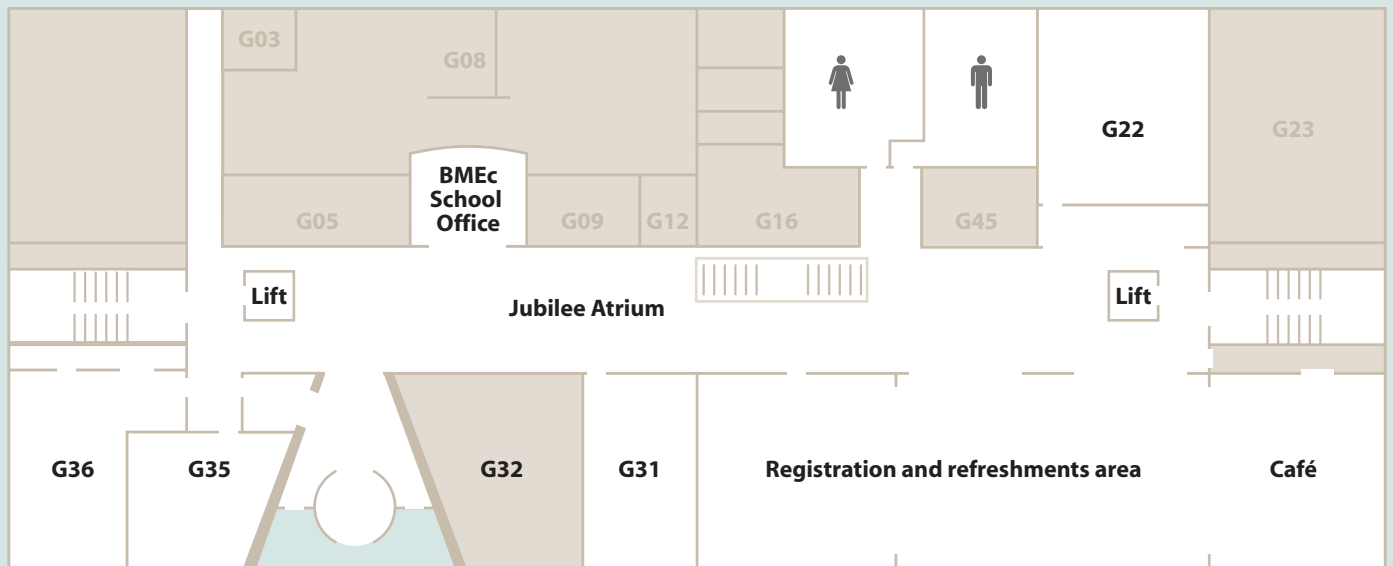 G03
G08
G22
G23
BMEc
School
Office
G05
G09
G12
G16
G45
Lift
Jubilee Atrium
Lift
G36
G35
G32
G31
Registration and refreshments area
Café